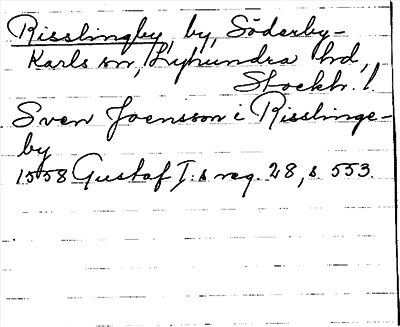 Risslingby, by, Söderby-
Karls sn, Lyhundra hd,
Stockh. l.
Sven Joensson i Risslinge-
by
1558 Gustaf I:s reg. 28, s. 553.